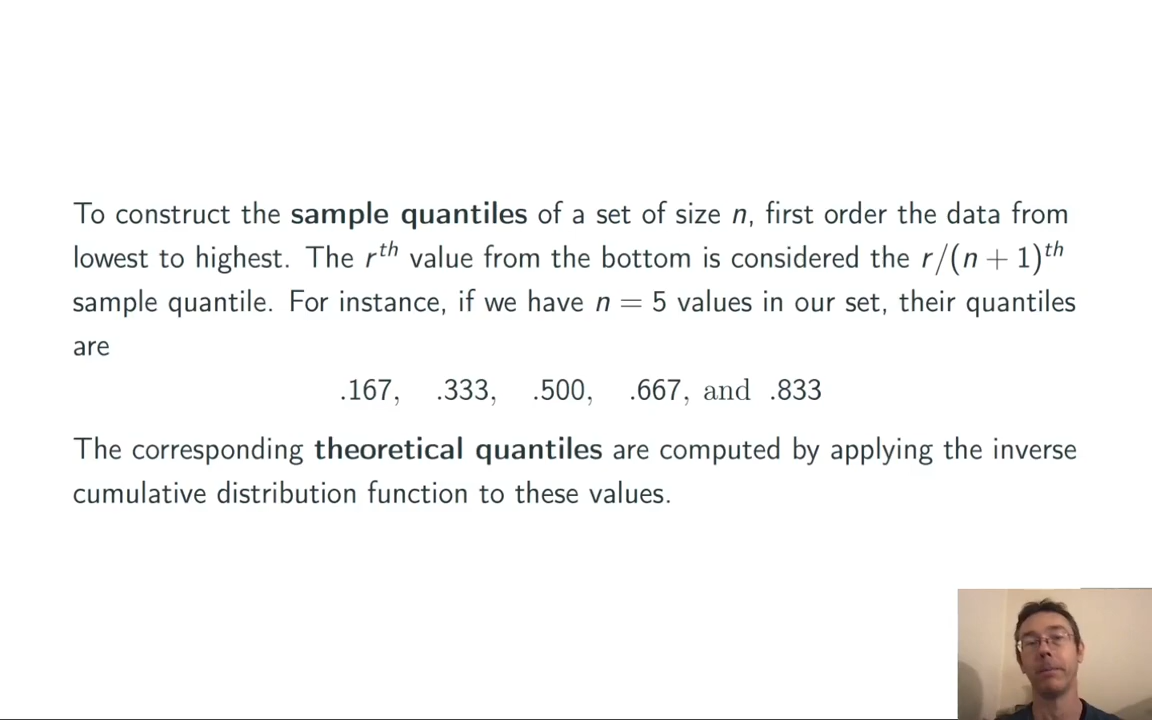 To construct the sample quantiles of a set of size n, first order the data from
lowest to highest. The r^th value from the bottom is considered the r/(n + 1)^th
sample quantile. For instance, if we have n = 5 values in our set, their quantiles
are
.167, .333, .500, .667, and .833
The corresponding theoretical quantiles are computed by applying the inverse
cumulative distribution function to these values.